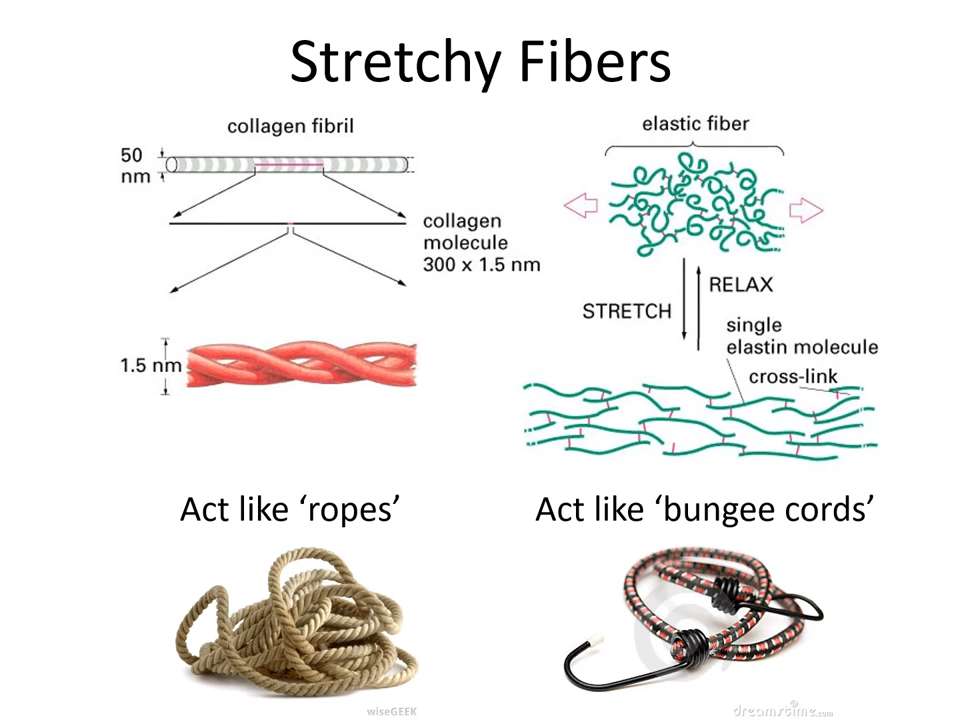 Stretchy Fibers
collagen fibril
50
nm
collagen
molecule
300 x 1.5 nm
1.5 nm
elastic fiber
STRETCH
RELAX
single
elastin molecule
cross-link
Act like ‘ropes’
Act like ‘bungee cords’
wiseGEEK
dreamstime.com